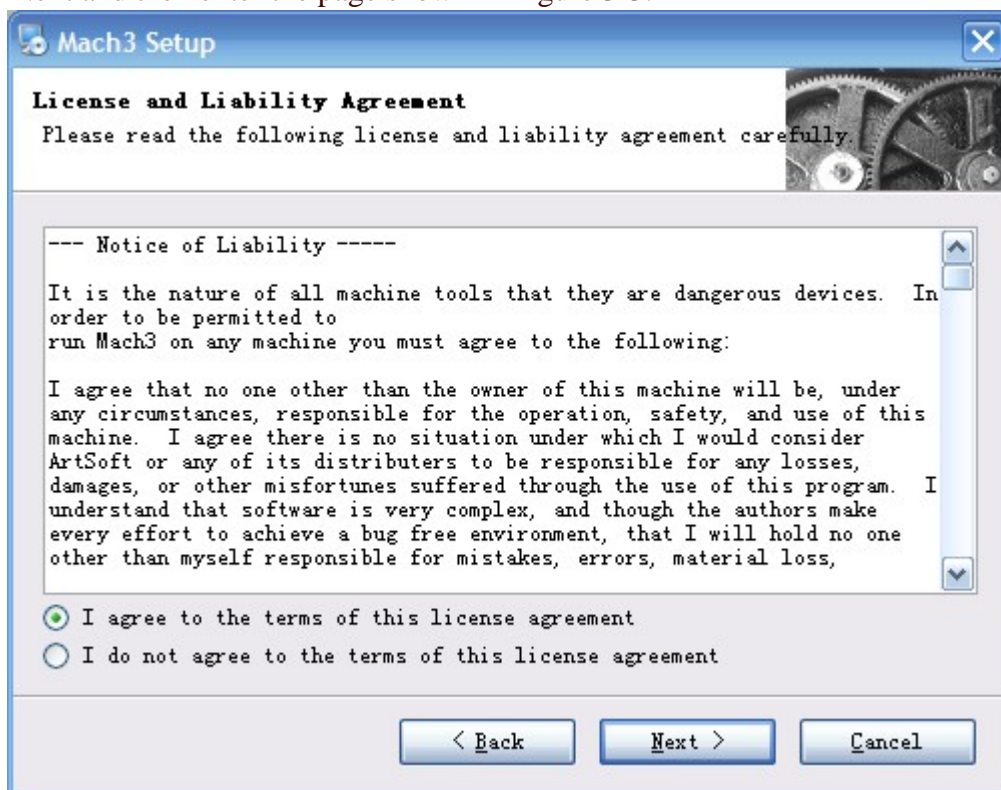 Mach3 Setup
License and Liability Agreement
Please read the following license and liability agreement carefully.
--- Notice of Liability -----
It is the nature of all machine tools that they are dangerous devices.  In
order to be permitted to
run Mach3 on any machine you must agree to the following:
I agree that no one other than the owner of this machine will be, under
any circumstances, responsible for the operation, safety, and use of this
machine.  I agree there is no situation under which I would consider
ArtSoft or any of its distributers to be responsible for any losses,
damages, or other misfortunes suffered through the use of this program.  I
understand that software is very complex, and though the authors make
every effort to achieve a bug free environment, that I will hold no one
other than myself responsible for mistakes, errors, material loss,
I agree to the terms of this license agreement
I do not agree to the terms of this license agreement
< Back Next > Cancel